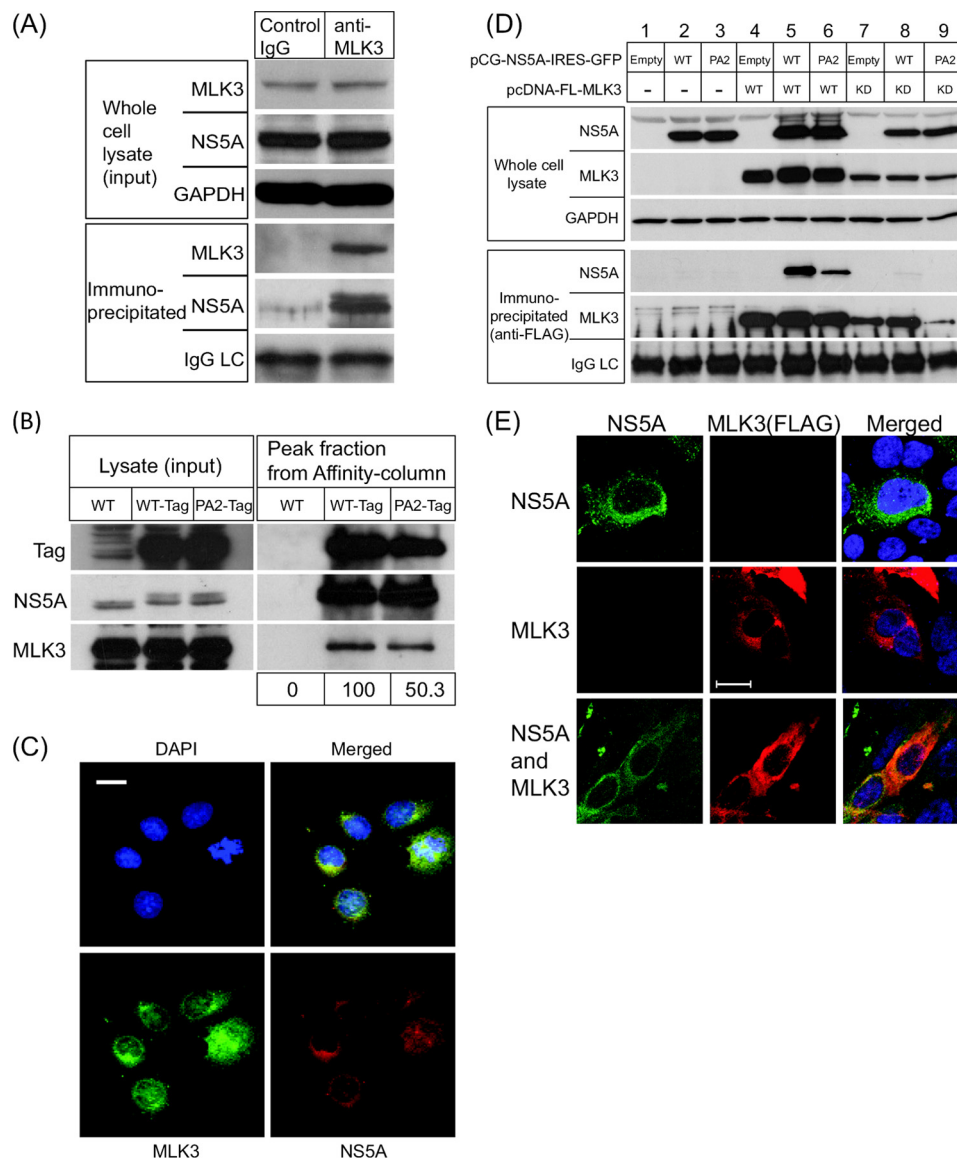 (A)
Control IgG
anti-MLK3
Whole cell lysate (input)
MLK3
NS5A
GAPDH
Immuno-precipitated
MLK3
NS5A
IgG LC
(B)
Lysate (input)
Peak fraction from Affinity-column
WT WT-Tag PA2-Tag WT WT-Tag PA2-Tag
Tag
NS5A
MLK3
0 100 50.3
(C)
DAPI Merged
MLK3 NS5A
(D)
1 2 3 4 5 6 7 8 9
pCG-NS5A-IRES-GFP Empty WT PA2 Empty WT PA2 Empty WT PA2
pcDNA-FL-MLK3 - - - WT WT WT KD KD KD
Whole cell lysate
NS5A
MLK3
GAPDH
Immuno-precipitated (anti-FLAG)
NS5A
MLK3
IgG LC
(E)
NS5A MLK3(FLAG) Merged
NS5A
MLK3
NS5A
and
MLK3